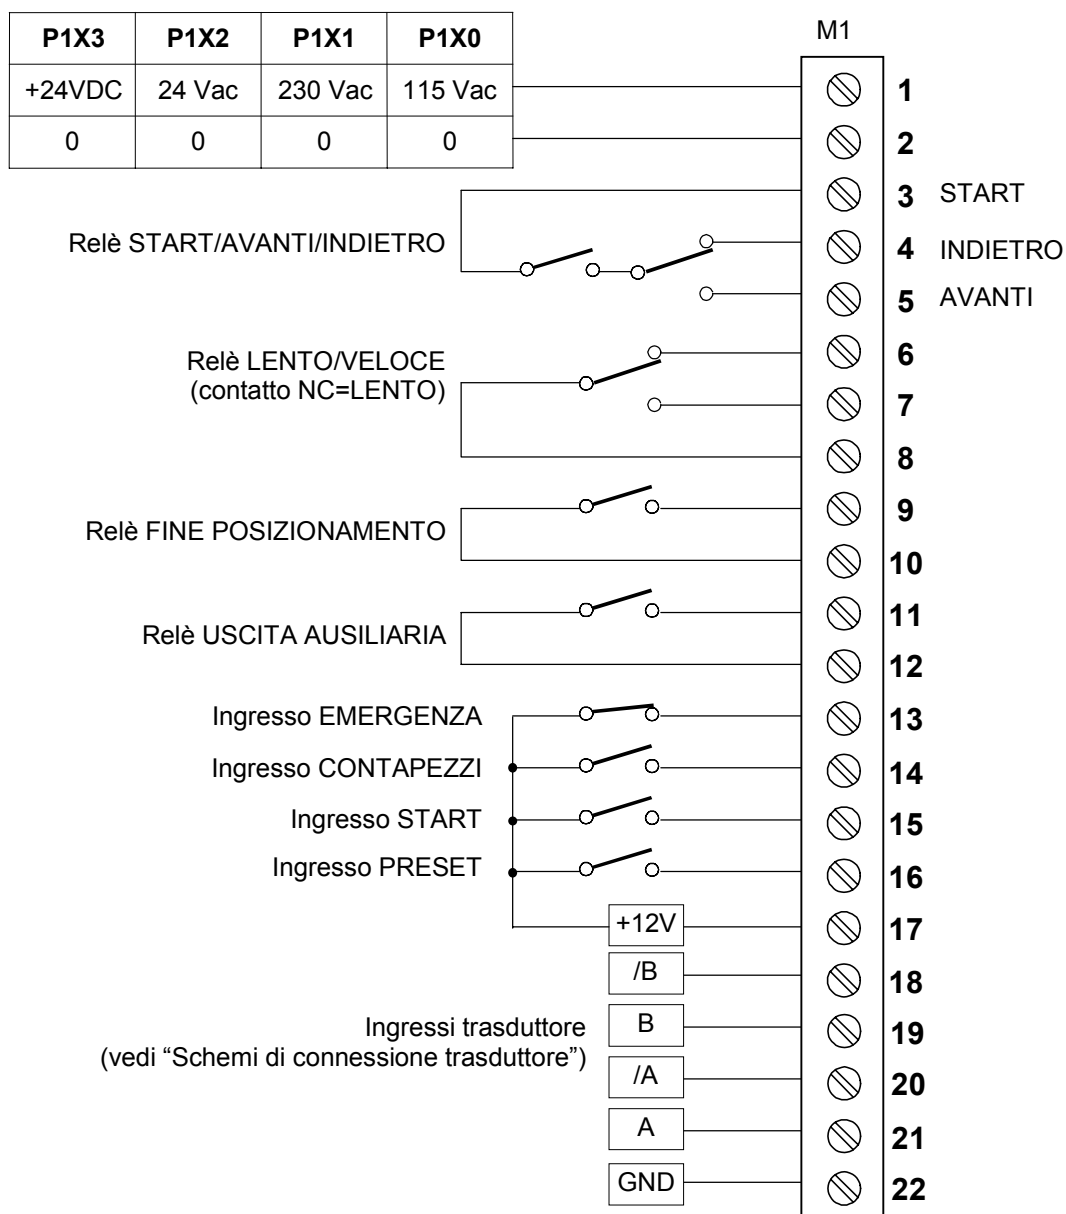 P1X3 P1X2 P1X1 P1X0
+24VDC 24 Vac 230 Vac 115 Vac
0 0 0 0
M1
1
2
3 START
Relè START/AVANTI/INDIETRO
4 INDIETRO
5 AVANTI
Relè LENTO/VELOCE
(contatto NC=LENTO)
6
7
8
Relè FINE POSIZIONAMENTO
9
10
Relè USCITA AUSILIARIA
11
12
Ingresso EMERGENZA 13
Ingresso CONTAPEZZI 14
Ingresso START 15
Ingresso PRESET 16
+12V 17
/B 18
Ingressi trasduttore
(vedi “Schemi di connessione trasduttore”)
B 19
/A 20
A 21
GND 22